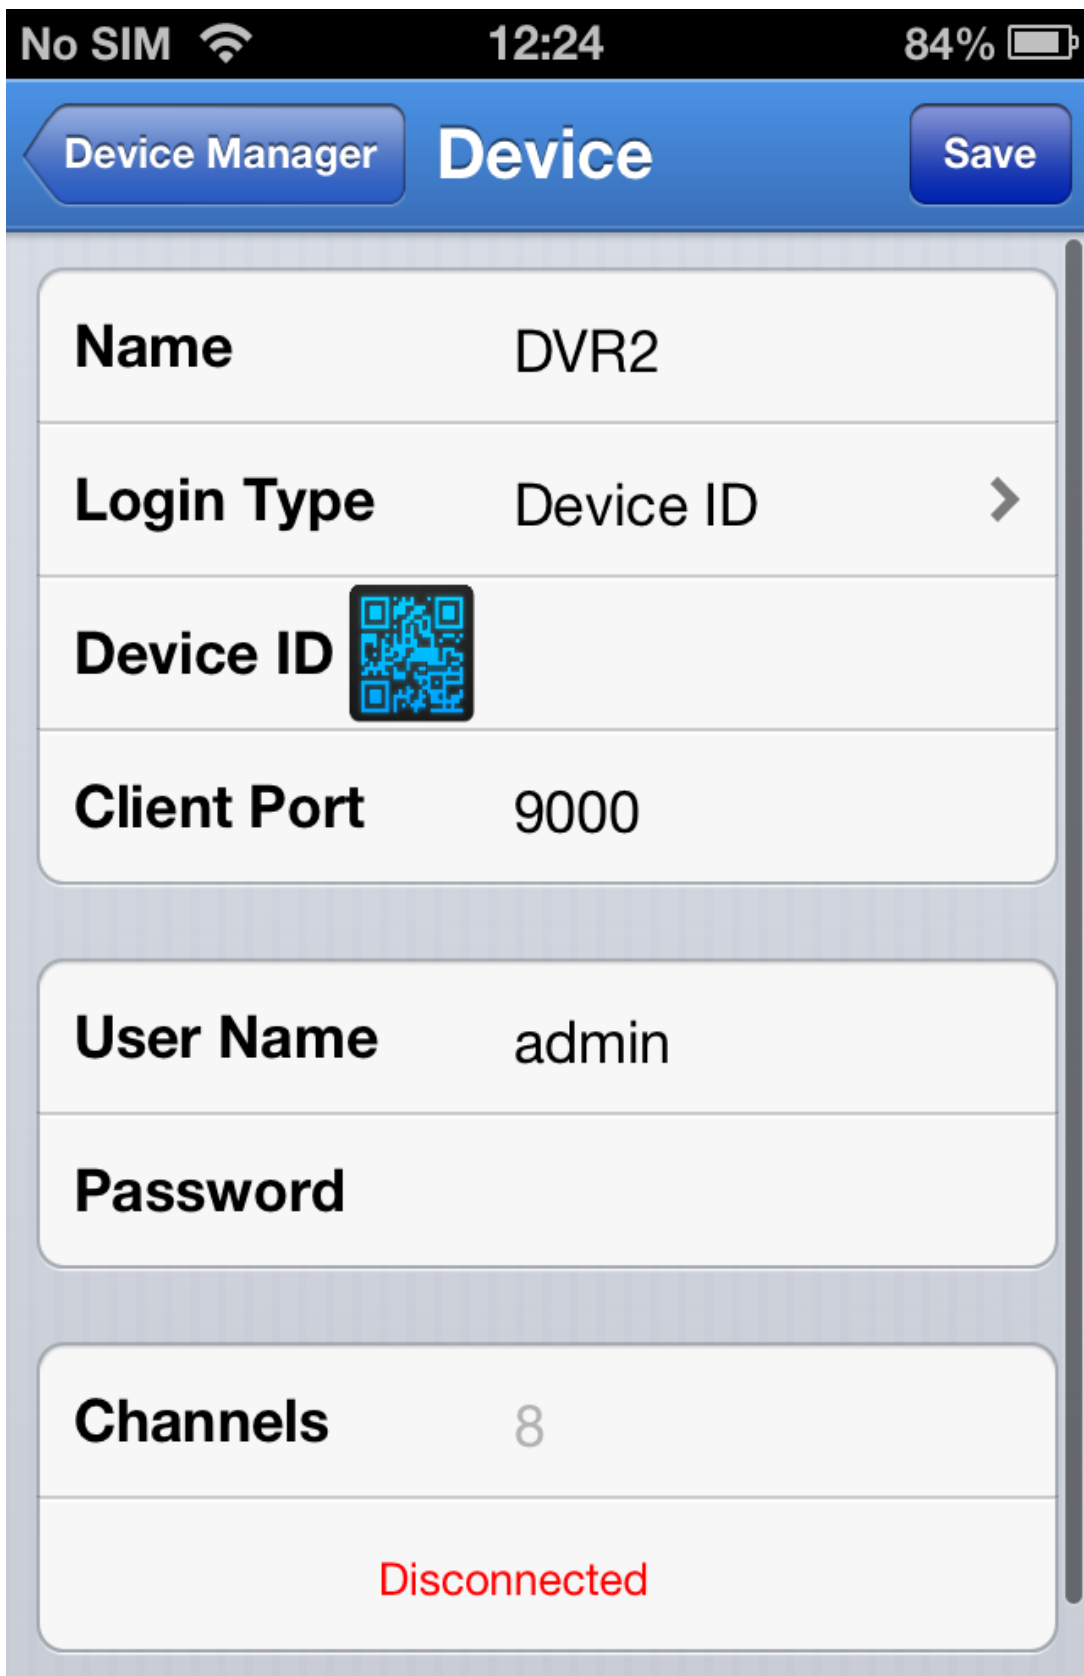 No SIM 12:24 84%
Device Manager Device Save
Name DVR2
Login Type Device ID
Device ID
Client Port 9000
User Name admin
Password
Channels 8
Disconnected